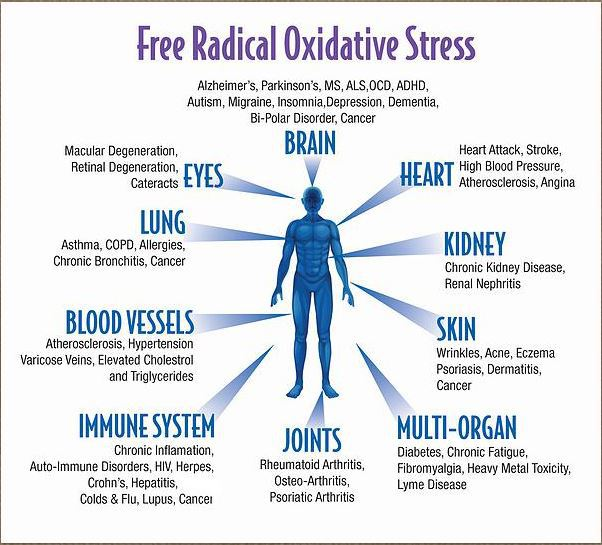 Free Radical Oxidative Stress
Alzheimer's, Parkinson's, MS, ALS,OCD, ADHD,
Autism, Migraine, Insomnia,Depression, Dementia,
Bi-Polar Disorder, Cancer
BRAIN
Macular Degeneration,
Retinal Degeneration,
Cateracts
EYES
HEART
Heart Attack, Stroke,
High Blood Pressure,
Atherosclerosis, Angina
LUNG
Asthma, COPD, Allergies,
Chronic Bronchitis, Cancer
KIDNEY
Chronic Kidney Disease,
Renal Nephritis
BLOOD VESSELS
Atherosclerosis, Hypertension
Varicose Veins, Elevated Cholestrol
and Triglycerides
SKIN
Wrinkles, Acne, Eczema
Psoriasis, Dermatitis,
Cancer
IMMUNE SYSTEM
Chronic Inflamation,
Auto-Immune Disorders, HIV, Herpes,
Crohn's, Hepatitis,
Colds & Flu, Lupus, Cancer
JOINTS
Rheumatoid Arthritis,
Osteo-Arthritis,
Psoriatic Arthritis
MULTI-ORGAN
Diabetes, Chronic Fatigue,
Fibromyalgia, Heavy Metal Toxicity,
Lyme Disease